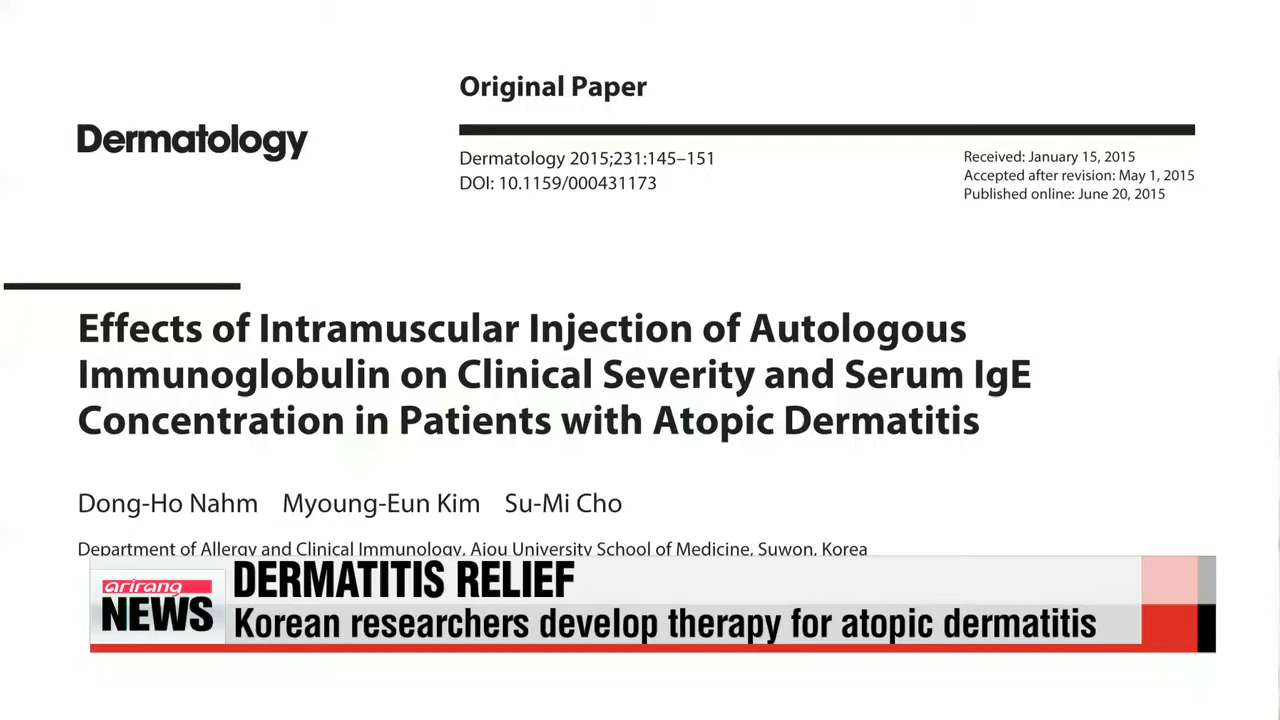 Original Paper
Dermatology
Dermatology 2015;231:145–151
DOI: 10.1159/000431173
Received: January 15, 2015
Accepted after revision: May 1, 2015
Published online: June 20, 2015
Effects of Intramuscular Injection of Autologous
Immunoglobulin on Clinical Severity and Serum IgE
Concentration in Patients with Atopic Dermatitis
Dong-Ho Nahm Myoung-Eun Kim Su-Mi Cho
Department of Allergy and Clinical Immunology, Ajou University School of Medicine, Suwon, Korea
arirang
NEWS
DERMATITIS RELIEF
Korean researchers develop therapy for atopic dermatitis